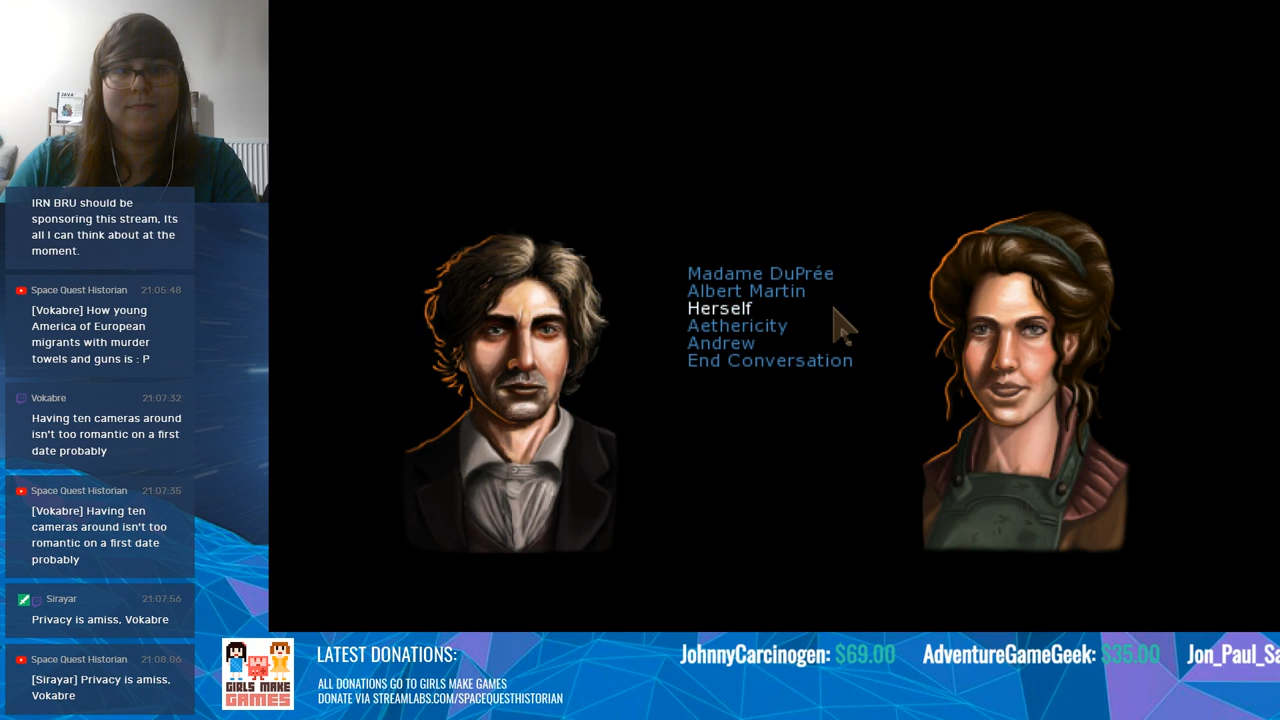 JAVA
IRN BRU should be
sponsoring this stream, Its
all I can think about at the
moment.
Space Quest Historian 21:05:48
[Vokabre] How young
America of European
migrants with murder
towels and guns is : P
Vokabre 21:07:32
Having ten cameras around
isn't too romantic on a first
date probably
Space Quest Historian 21:07:35
[Vokabre] Having ten
cameras around isn't too
romantic on a first date
probably
Sirayar 21:07:56
Privacy is amiss, Vokabre
Space Quest Historian 21:08:06
[Sirayar] Privacy is amiss,
Vokabre
Madame DuPrée
Albert Martin
Herself
Aethericity
Andrew
End Conversation
GIRLS MAKE
GAMES
LATEST DONATIONS:
ALL DONATIONS GO TO GIRLS MAKE GAMES
DONATE VIA STREAMLABS.COM/SPACEQUESTHISTORIAN
JohnnyCarcinogen: $69.00 AdventureGameGeek: $35.00 Jon_Paul_Sa